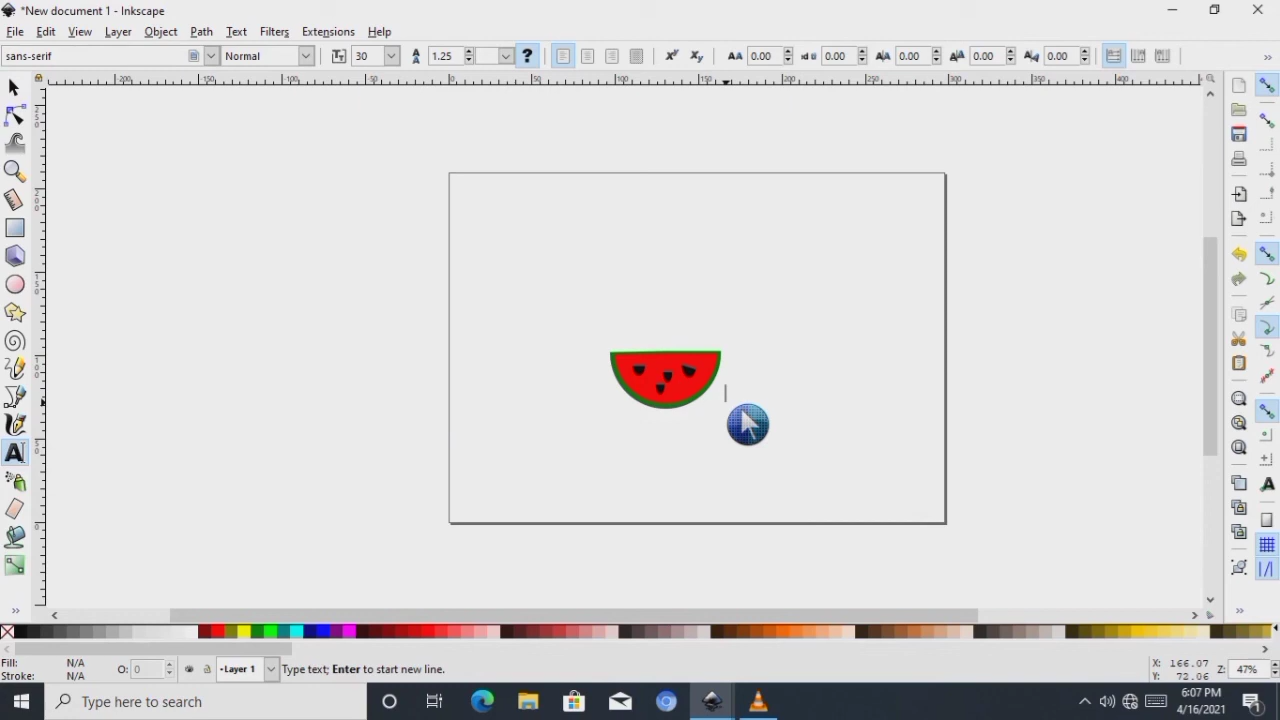 *New document 1 - Inkscape
File Edit View Layer Object Path Text Filters Extensions Help
sans-serif Normal 30 1.25 ? 0.00 0.00 0.00 0.00 0.00
Fill: N/A O: 0 Layer 1 Type text; Enter to start new line. X: 166.07 Z: 47%
Stroke: N/A Y: 72.06
Type here to search 6:07 PM
4/16/2021